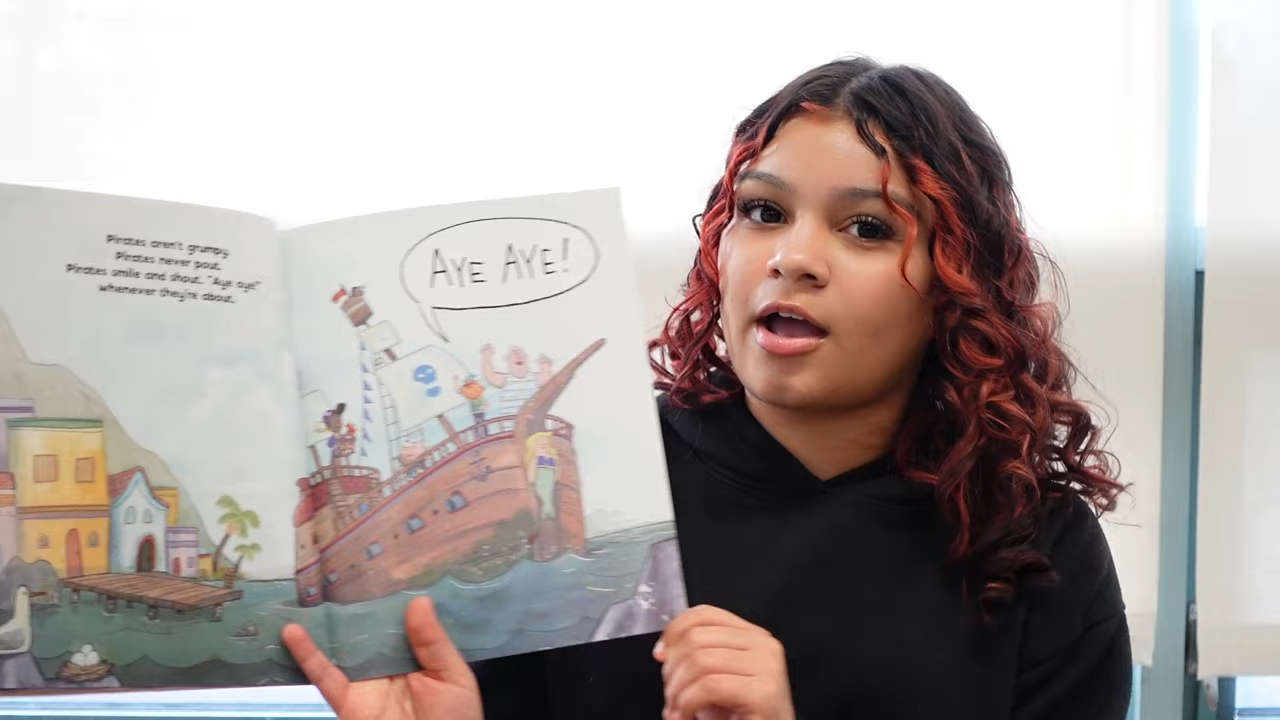 Pirates aren't grumpy.
Pirates never pout.
Pirates smile and shout, "Aye aye!"
whenever they're about.
AYE AYE!